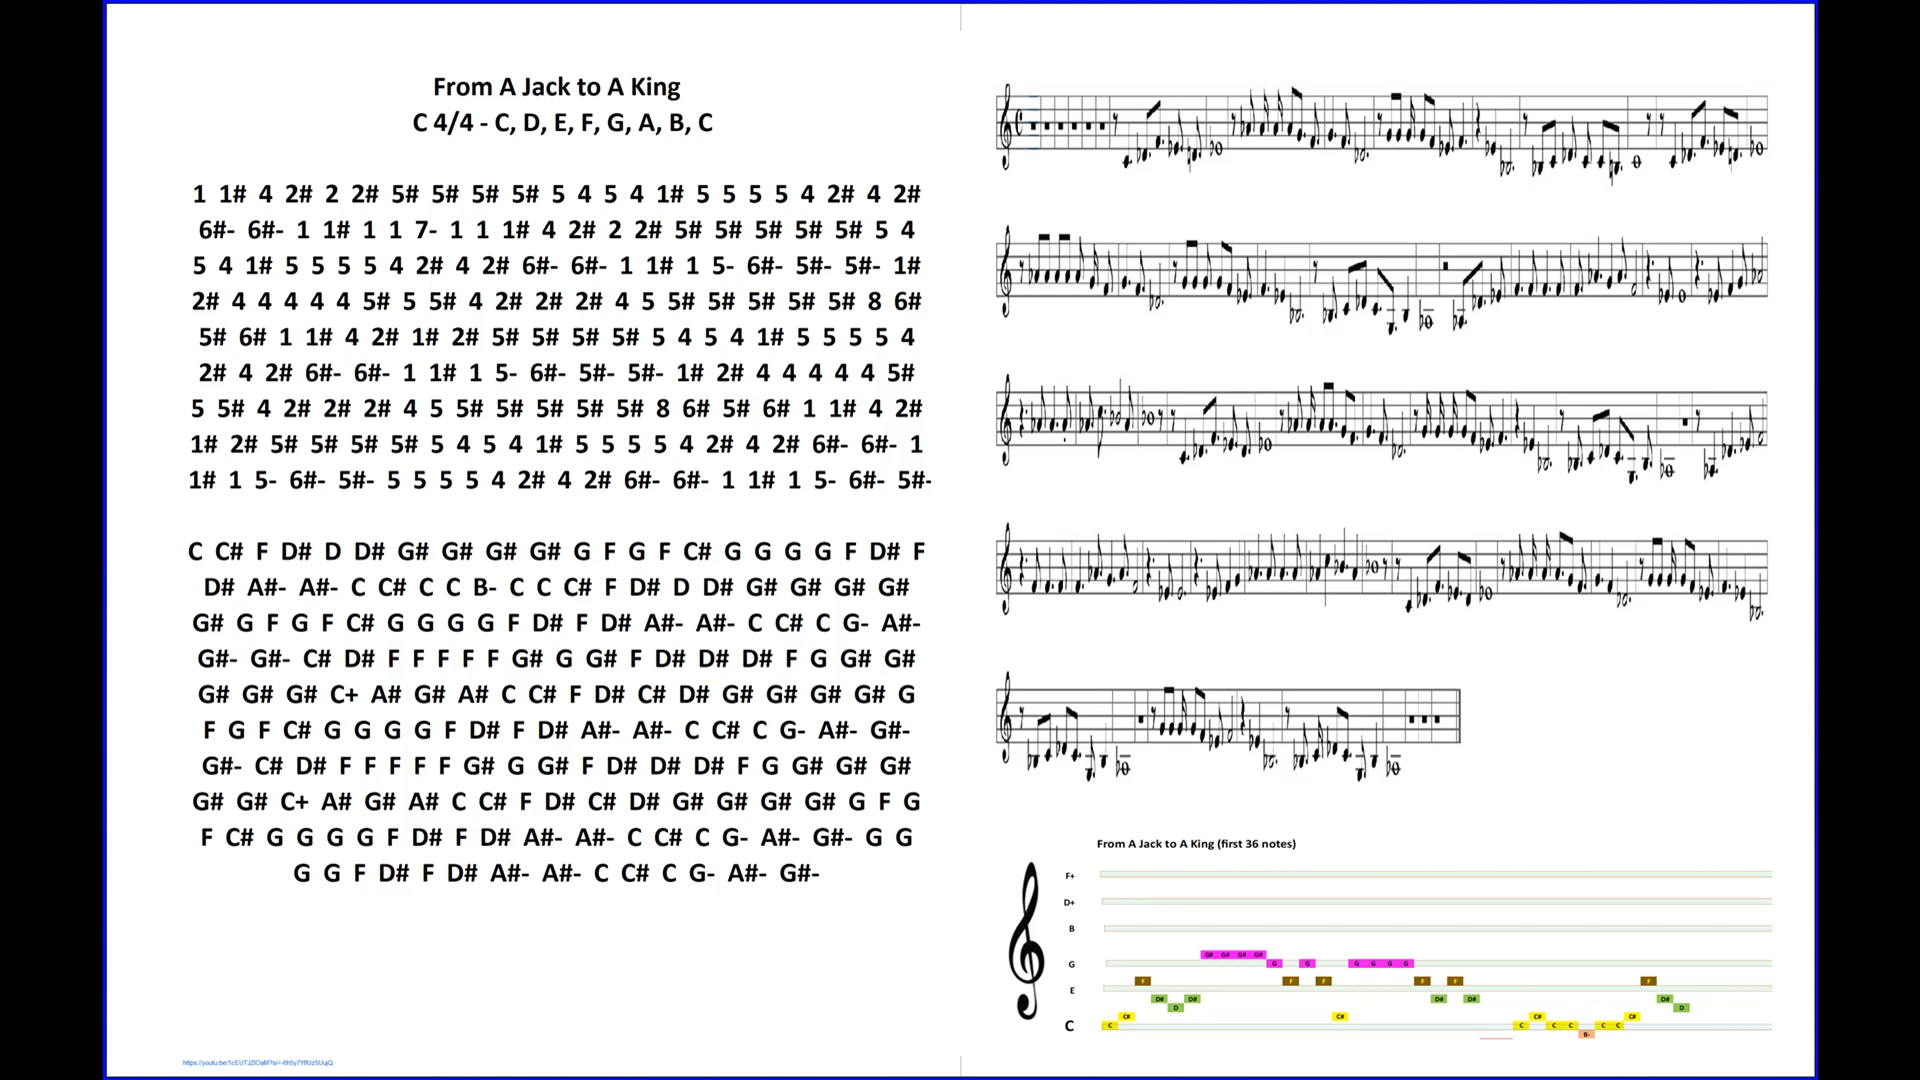 From A Jack to A King
C 4/4 - C, D, E, F, G, A, B, C
1 1# 4 2# 2 2# 5# 5# 5# 5# 5 4 5 4 1# 5 5 5 5 4 2# 4 2#
6#- 6#- 1 1# 1 1 7- 1 1 1# 4 2# 2 2# 5# 5# 5# 5# 5# 5 4
5 4 1# 5 5 5 5 4 2# 4 2# 6#- 6#- 1 1# 1 5- 6#- 5#- 5#- 1#
2# 4 4 4 4 4 5# 5 5# 4 2# 2# 2# 4 5 5# 5# 5# 5# 5# 8 6#
5# 6# 1 1# 4 2# 1# 2# 5# 5# 5# 5# 5 4 5 4 1# 5 5 5 5 4
2# 4 2# 6#- 6#- 1 1# 1 5- 6#- 5#- 5#- 1# 2# 4 4 4 4 4 5#
5 5# 4 2# 2# 2# 4 5 5# 5# 5# 5# 5# 8 6# 5# 6# 1 1# 4 2#
1# 2# 5# 5# 5# 5# 5 4 5 4 1# 5 5 5 5 4 2# 4 2# 6#- 6#- 1
1# 1 5- 6#- 5#- 5 5 5 5 4 2# 4 2# 6#- 6#- 1 1# 1 5- 6#- 5#-
C C# F D# D D# G# G# G# G# G F G F C# G G G G F D# F
D# A#- A#- C C# C C B- C C C# F D# D D# G# G# G# G#
G# G F G F C# G G G G F D# F D# A#- A#- C C# C G- A#-
G#- G#- C# D# F F F F F G# G G# F D# D# D# F G G# G#
G# G# G# C+ A# G# A# C C# F D# C# D# G# G# G# G# G
F G F C# G G G G F D# F D# A#- A#- C C# C G- A#- G#-
G#- C# D# F F F F F G# G G# F D# D# D# F G G# G# G#
G# G# C+ A# G# A# C C# F D# C# D# G# G# G# G# G F G
F C# G G G G F D# F D# A#- A#- C C# C G- A#- G#- G G
G G F D# F D# A#- A#- C C# C G- A#- G#-
From A Jack to A King (first 36 notes)
F+
D+
B
G# G# G# G#
G G G G G G G
F F F F F F
E
D# D# D# D# D#
D D
C# C# C# C#
C C C C C C C
B-